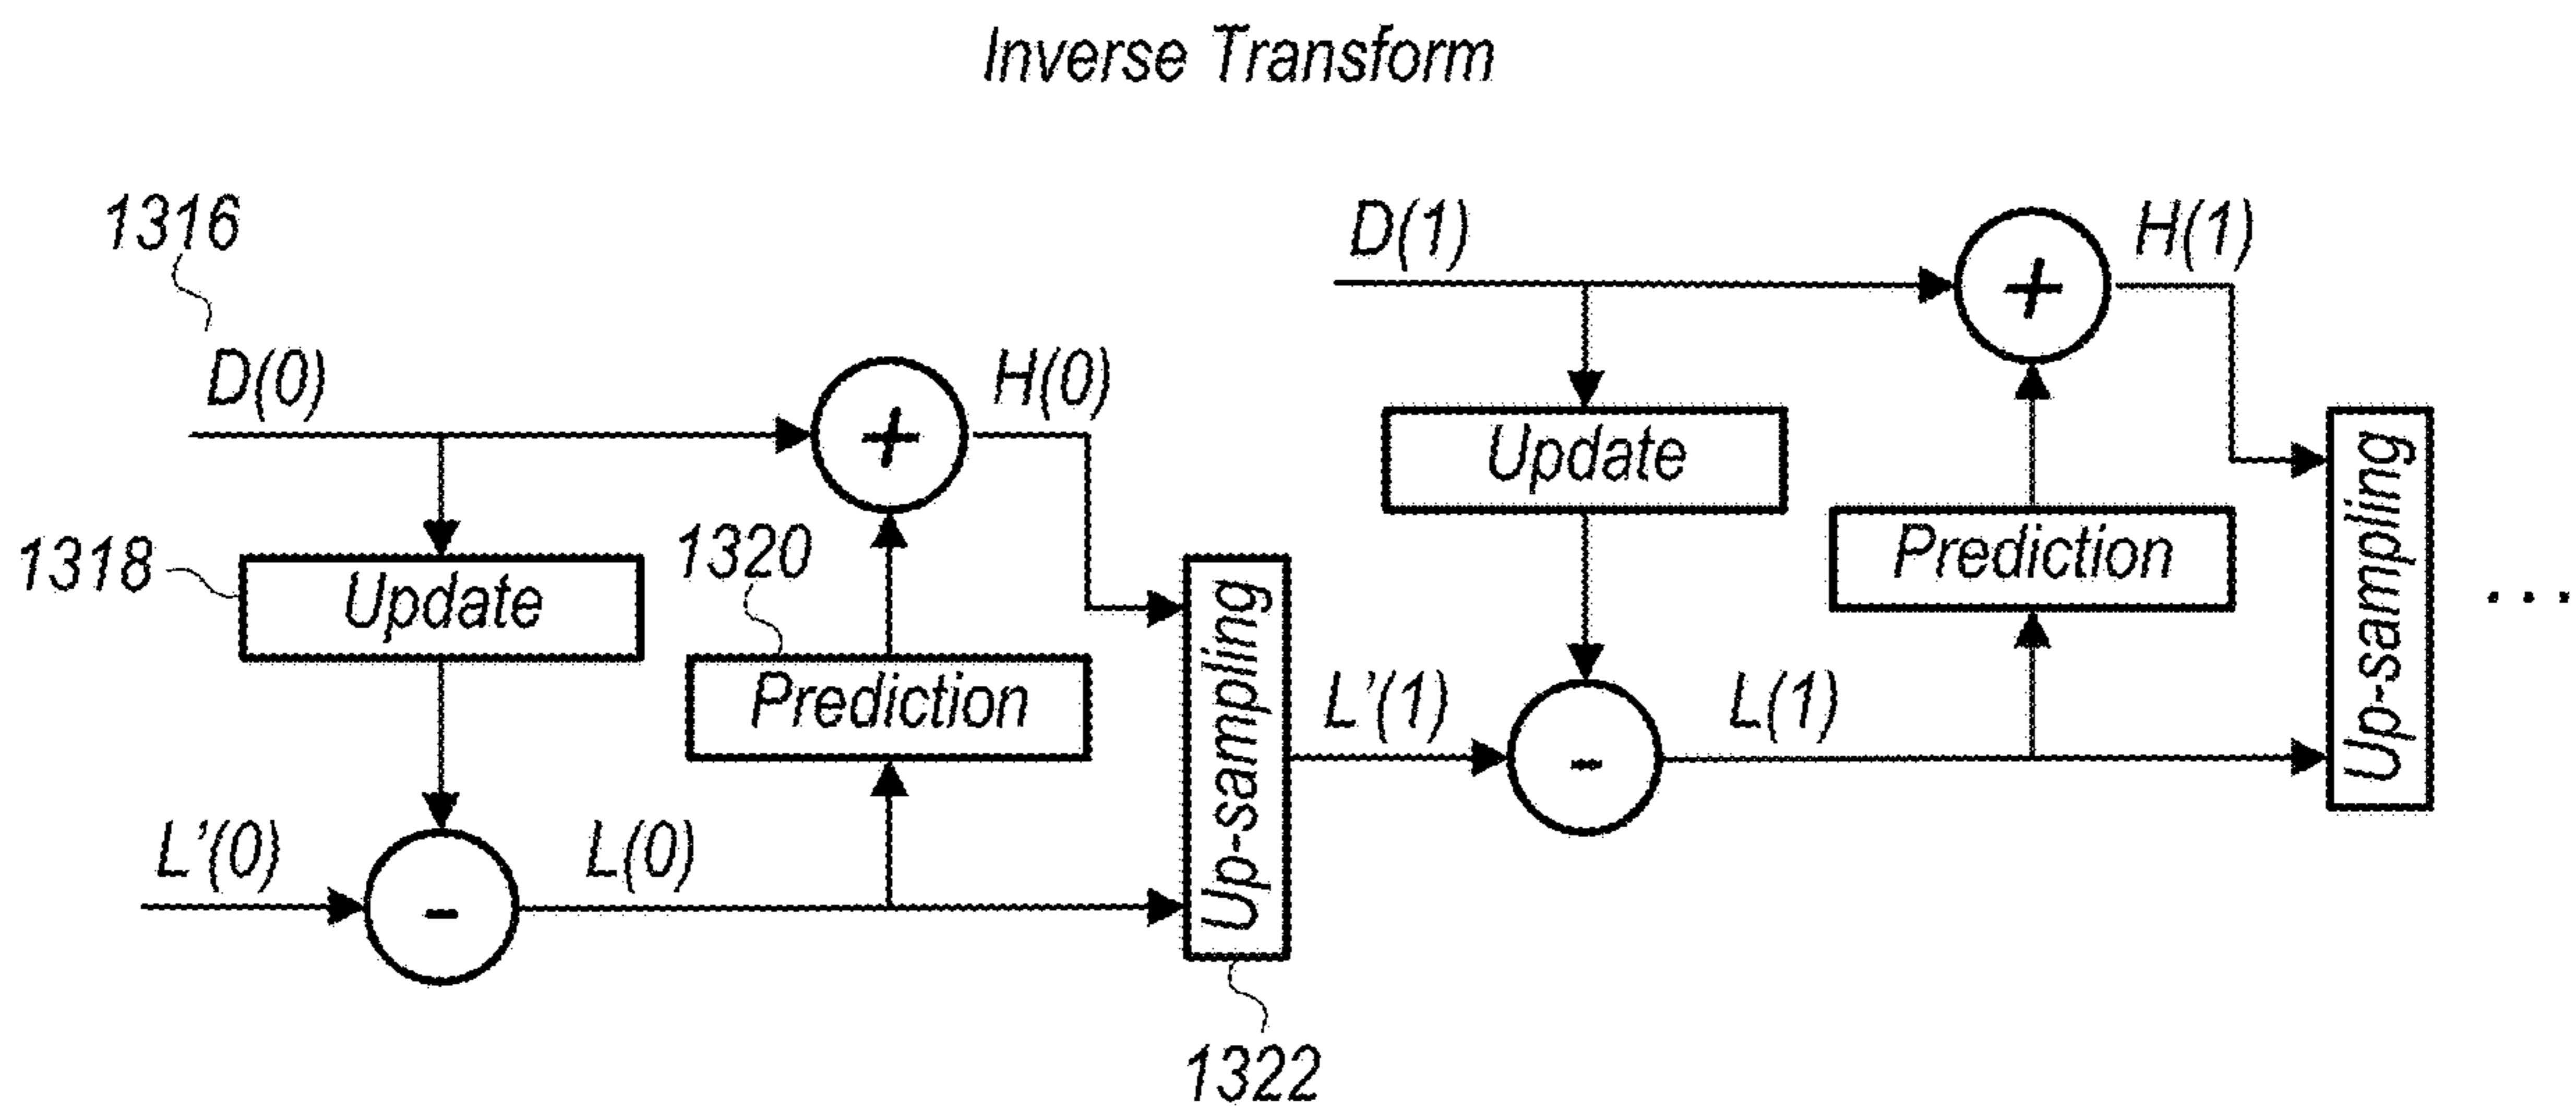 Inverse Transform
1316
D(0)
+
H(0)
1318
Update
1320
Prediction
L'(0)
-
L(0)
Up-sampling
1322
D(1)
+
H(1)
Update
Prediction
L'(1)
-
L(1)
Up-sampling
...